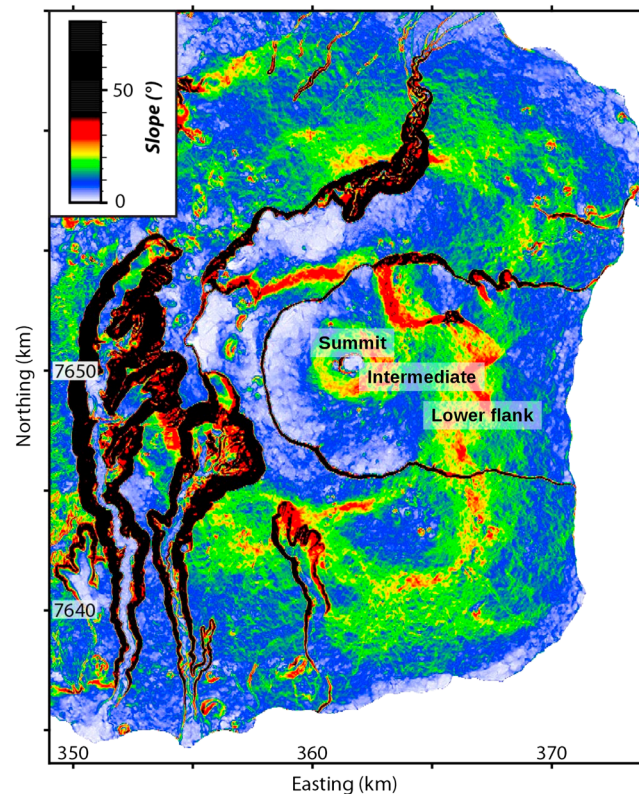 50
0
Slope (°)
Summit
7650
Intermediate
Lower flank
7640
Northing (km)
350
360
370
Easting (km)